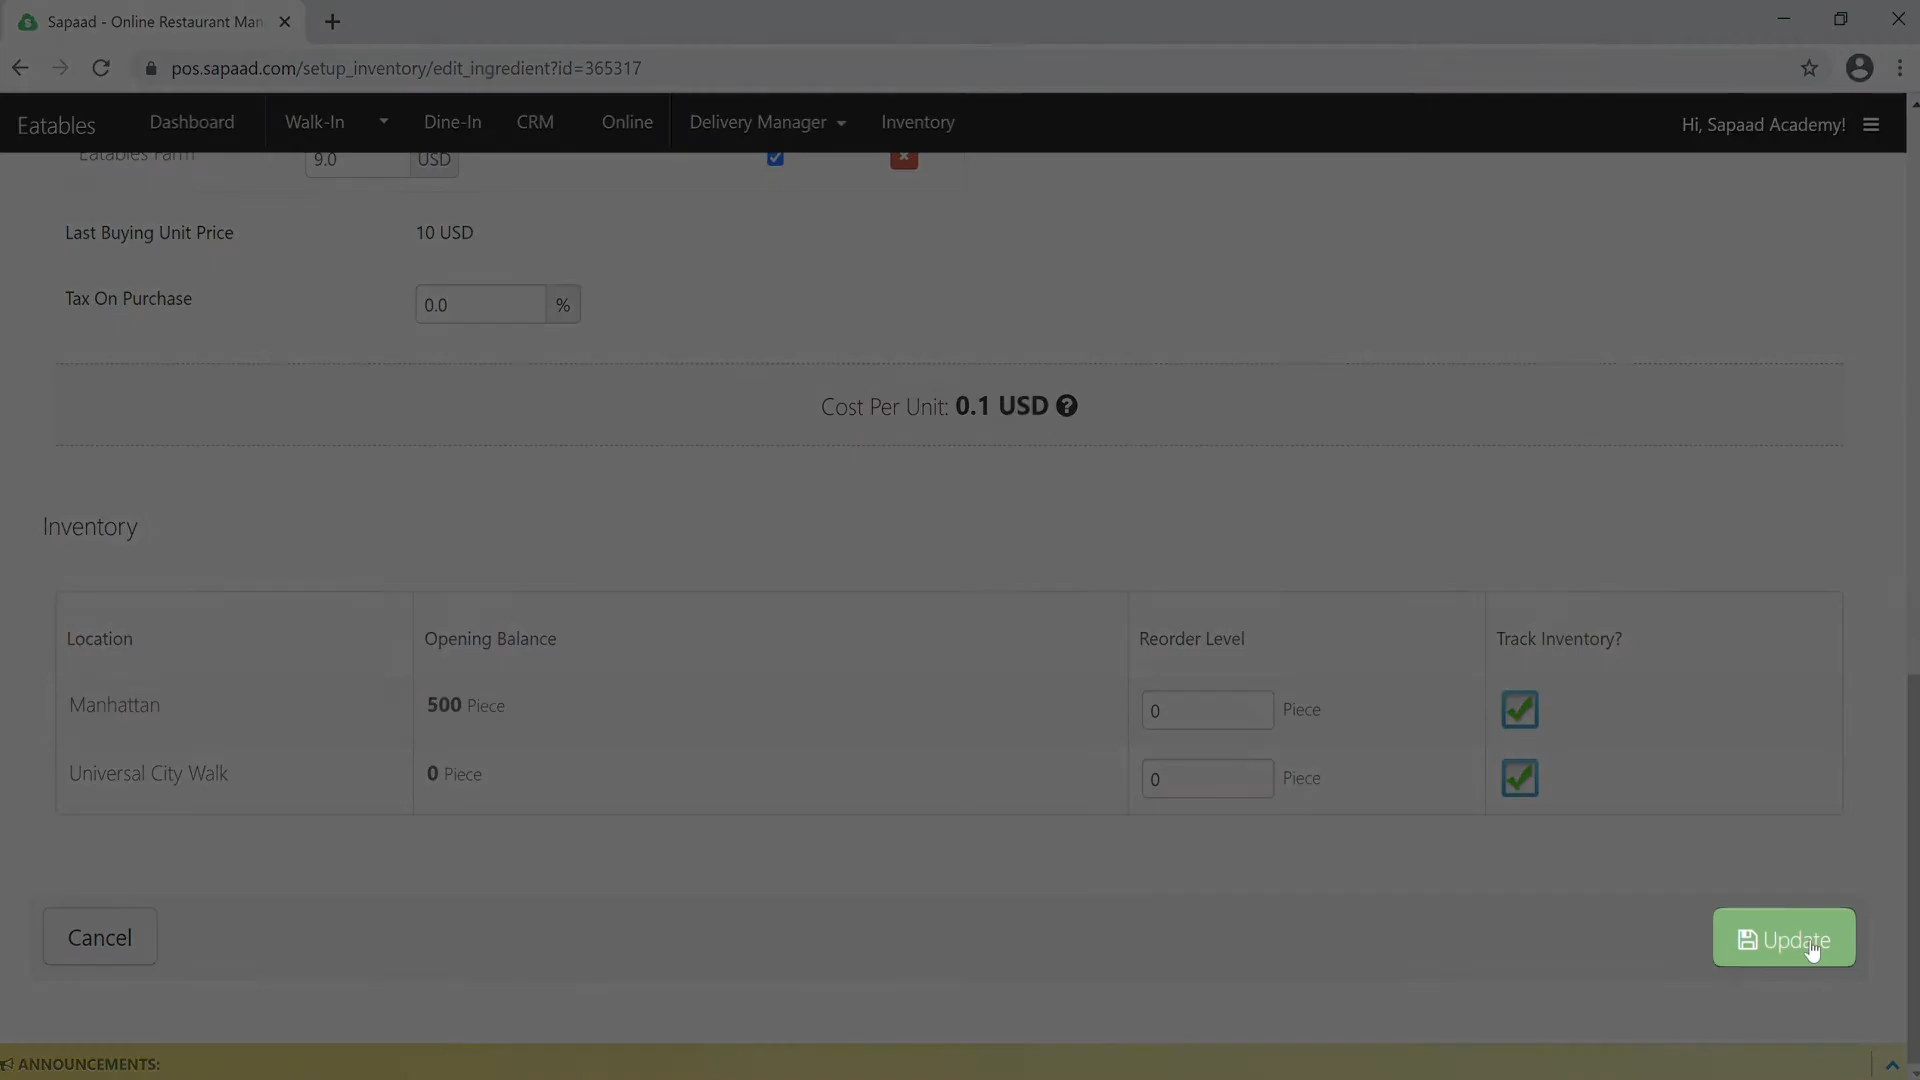 Sapaad - Online Restaurant Man
pos.sapaad.com/setup_inventory/edit_ingredient?id=365317
Eatables Dashboard Walk-In Dine-In CRM Online Delivery Manager Inventory Hi, Sapaad Academy!
Eatables Farm 9.0 USD
Last Buying Unit Price 10 USD
Tax On Purchase 0.0 %
Cost Per Unit: 0.1 USD ?
Inventory
Location Opening Balance Reorder Level Track Inventory?
Manhattan 500 Piece 0 Piece
Universal City Walk 0 Piece 0 Piece
Cancel Update
ANNOUNCEMENTS: